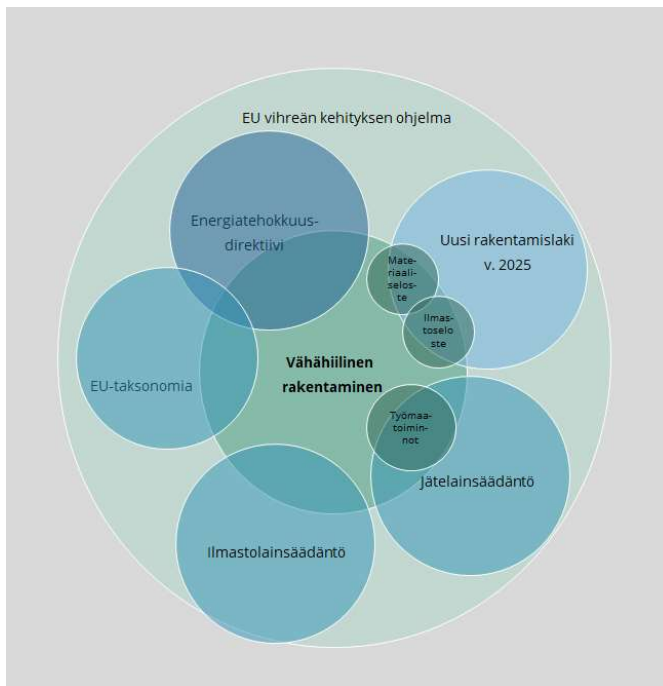 EU vihreän kehityksen ohjelma
Energiatehokkuus-
direktiivi
Uusi rakentamislaki
v. 2025
Mate-
riaali-
selos-
te
Ilmas-
toselo
ste
Vähähiilinen
rakentaminen
EU-taksonomia
Työmaa-
toimin-
not
Jätelainsäädäntö
Ilmastolainsäädäntö